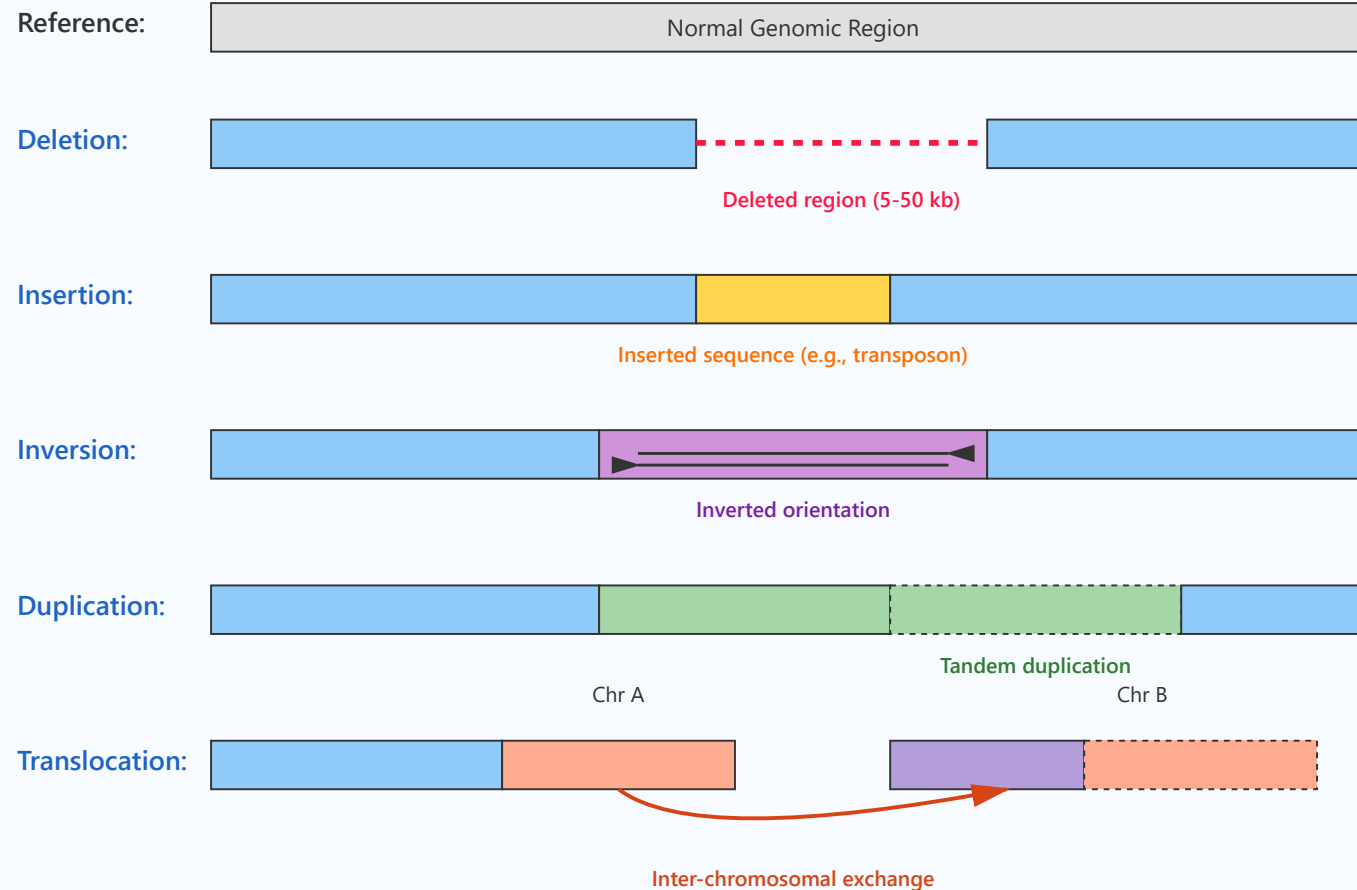 Reference:
Normal Genomic Region
Deletion:
Deleted region (5-50 kb)
Insertion:
Inserted sequence (e.g., transposon)
Inversion:
Inverted orientation
Duplication:
Tandem duplication
Chr A
Chr B
Translocation:
Inter-chromosomal exchange